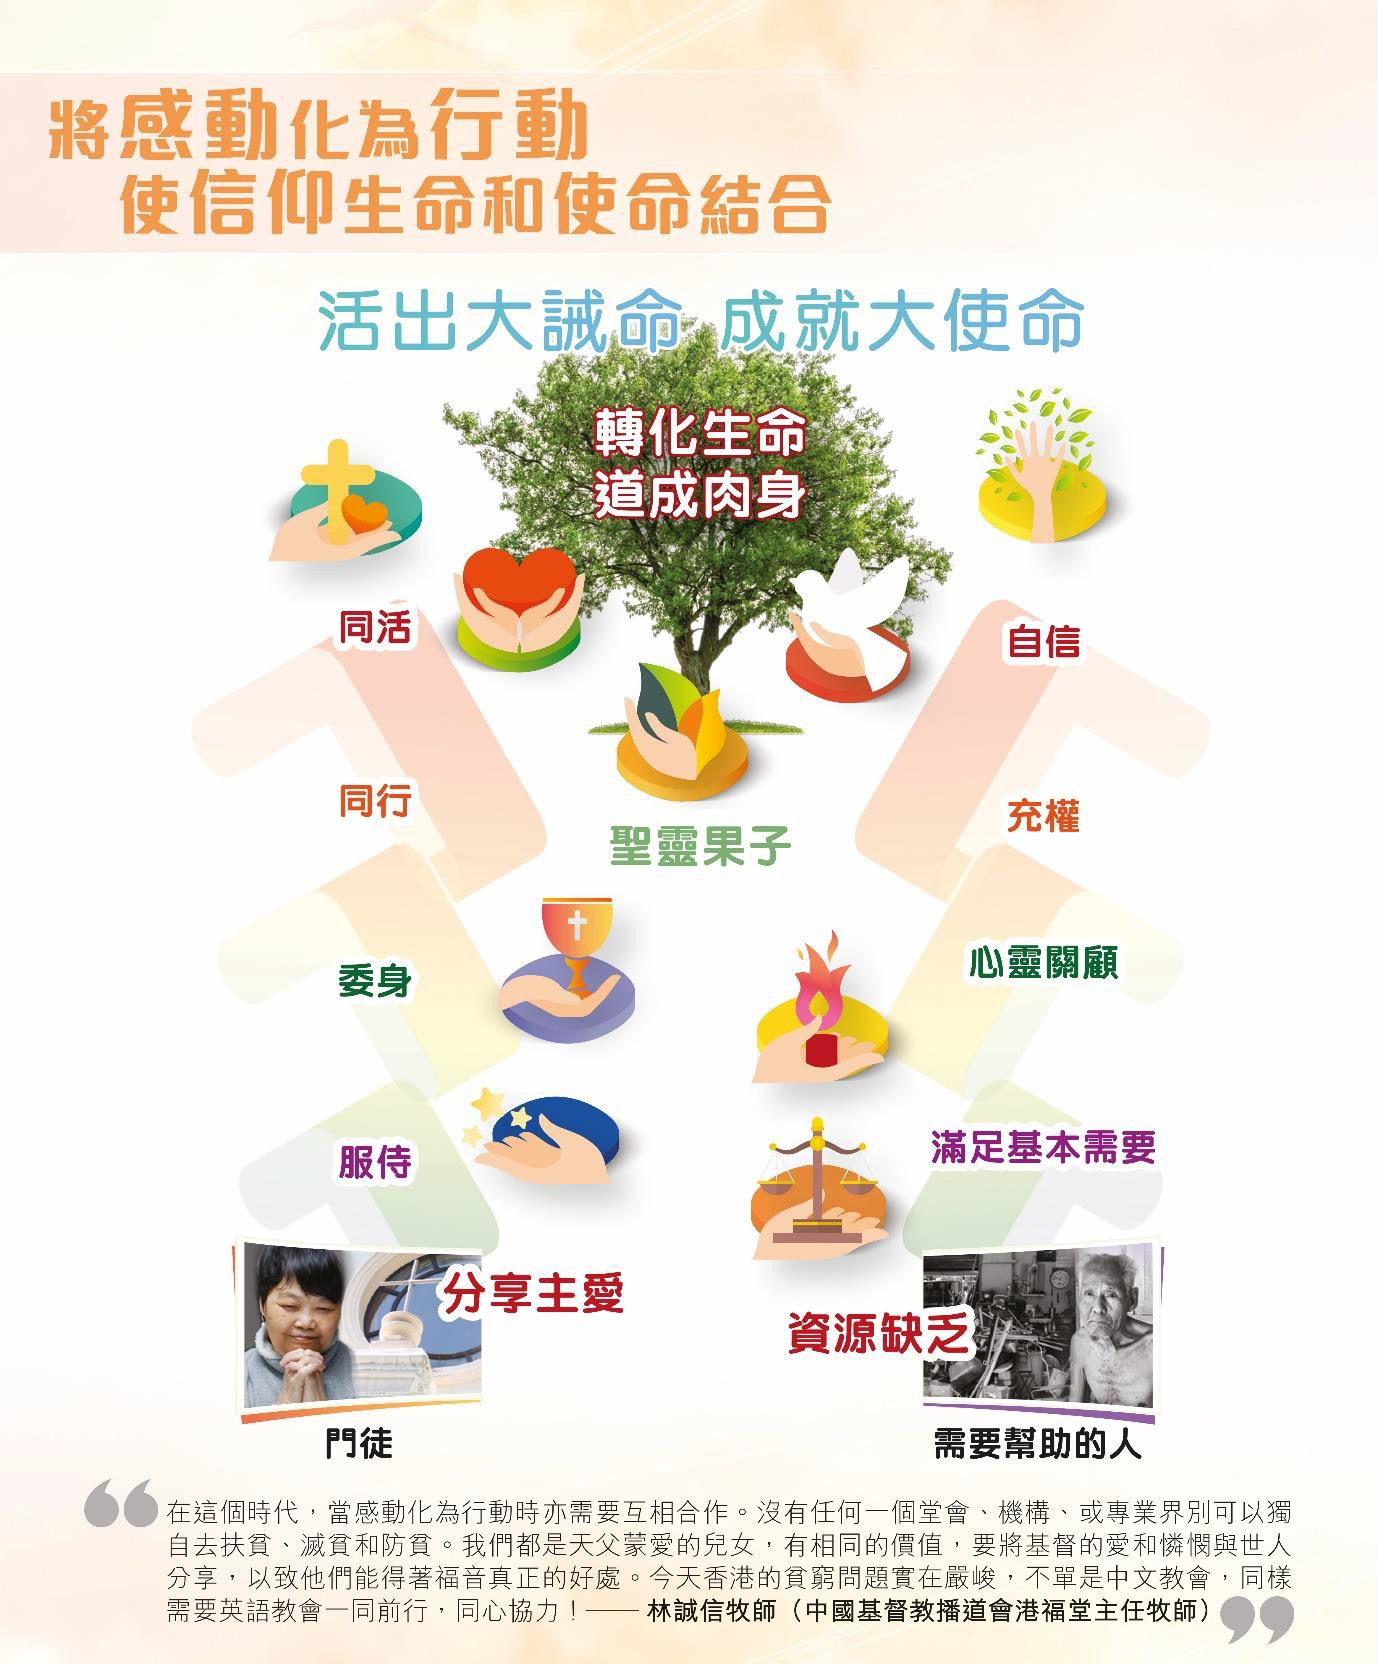 將感動化為行動
使信仰生命和使命結合
活出大誡命 成就大使命
轉化生命
道成肉身
同活
自信
同行
充權
聖靈果子
委身
心靈關顧
服侍
滿足基本需要
分享主愛
資源缺乏
門徒
需要幫助的人
在這個時代，當感動化為行動時亦需要互相合作。沒有任何一個堂會、機構、或專業界別可以獨
自去扶貧、滅貧和防貧。我們都是天父蒙愛的兒女，有相同的價值，要將基督的愛和憐憫與世人
分享，以致他們能得著福音真正的好處。今天香港的貧窮問題實在嚴峻，不單是中文教會，同樣
需要英語教會一同前行，同心協力！—— 林誠信牧師（中國基督教播道會港福堂主任牧師）